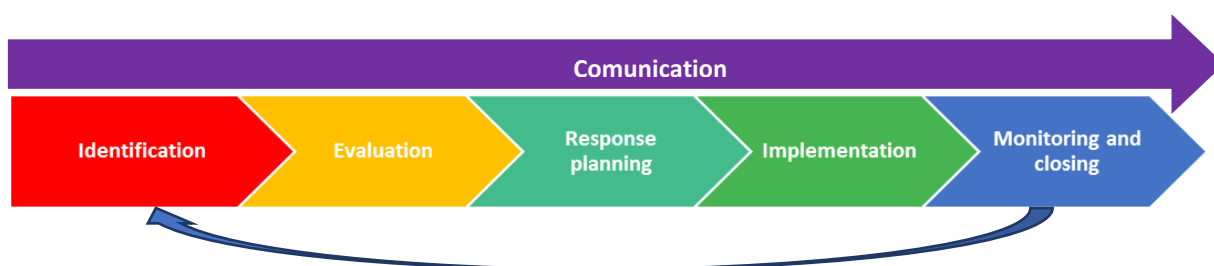 Comunication
Identification
Evaluation
Response
planning
Implementation
Monitoring and
closing